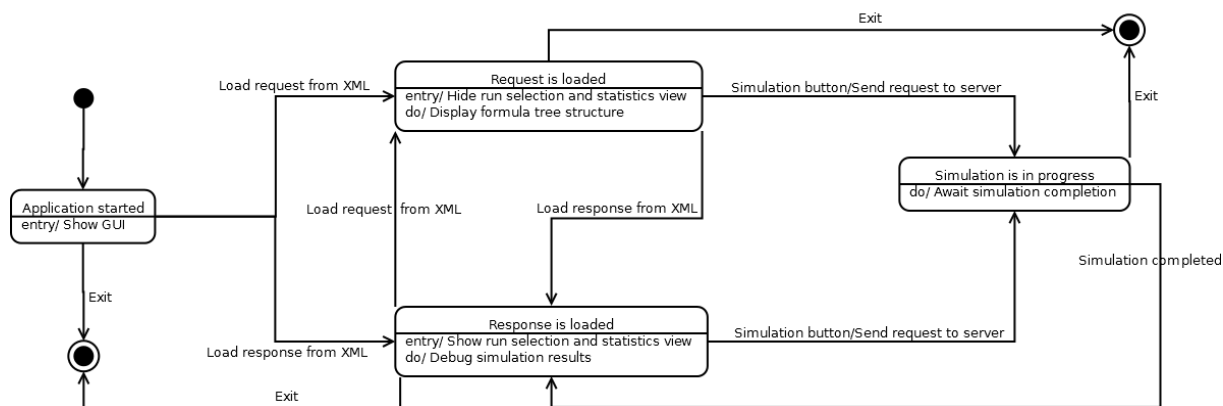 Exit
Load request from XML
Request is loaded
entry/ Hide run selection and statistics view
do/ Display formula tree structure
Simulation button/Send request to server
Exit
Simulation is in progress
do/ Await simulation completion
Application started
entry/ Show GUI
Load request from XML
Load response from XML
Simulation completed
Exit
Response is loaded
entry/ Show run selection and statistics view
do/ Debug simulation results
Simulation button/Send request to server
Load response from XML
Exit